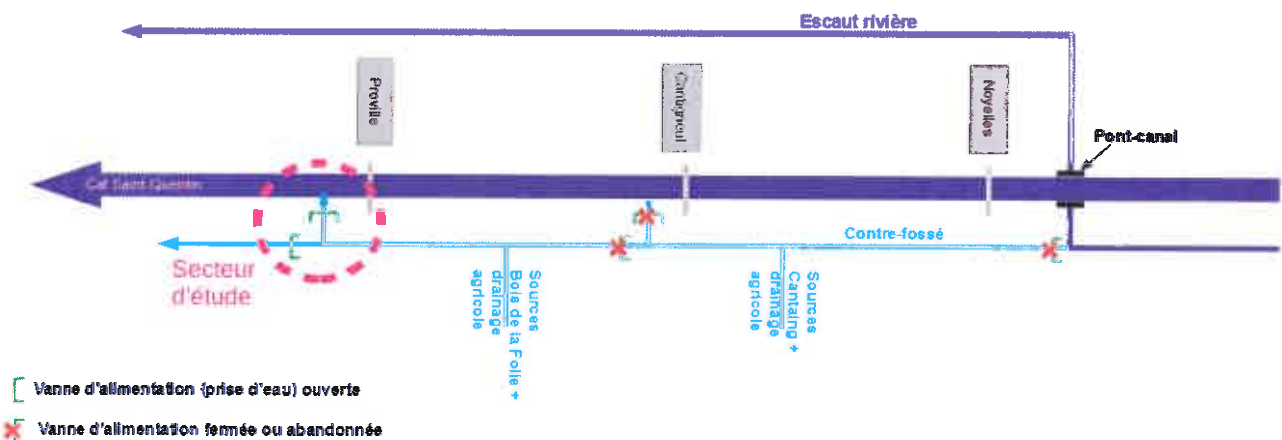 Escaut rivière
Proville
Cantigneul
Noyelles
Pont-canal
Cal Saint-Quentin
Contre-fossé
Secteur
d'étude
Sources
Bois de la Folie +
drainage
agricole
Sources
Cantaing +
drainage
agricole
Vanne d'alimentation (prise d'eau) ouverte
Vanne d'alimentation fermée ou abandonnée